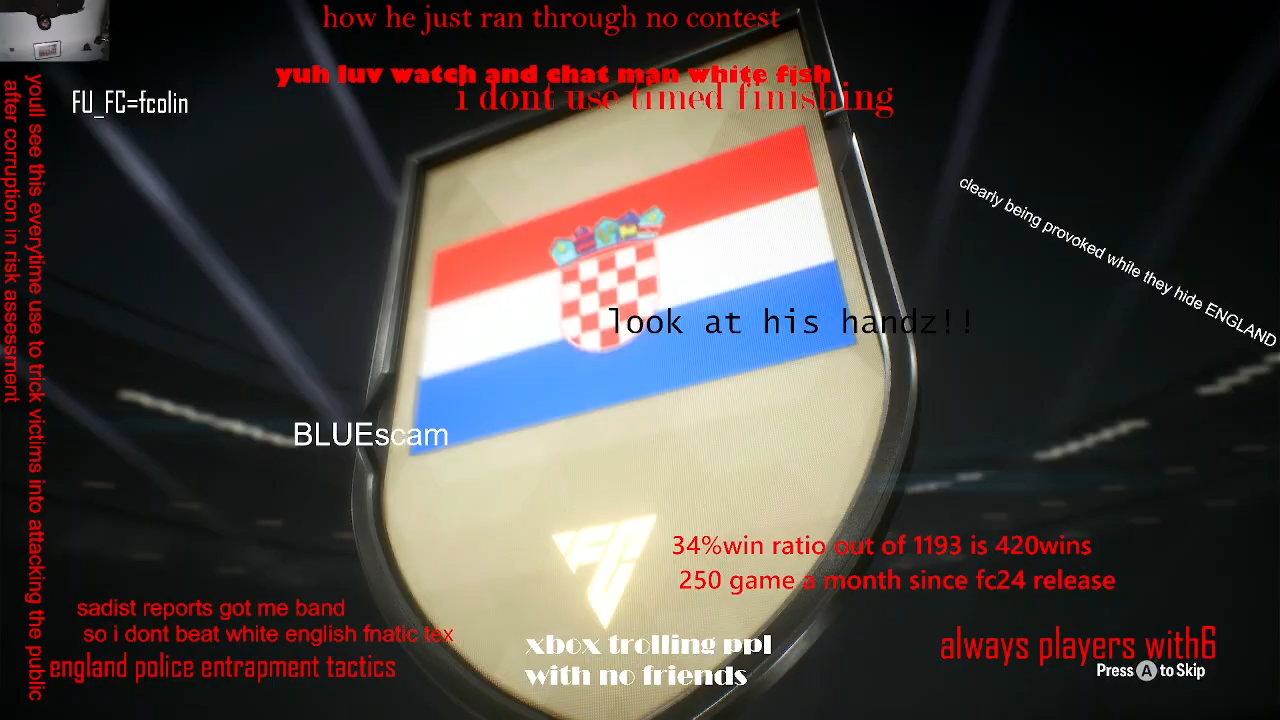 how he just ran through no contest
yuh luv watch and chat man white fish
i dont use timed finishing
FU_FC=fcolin
youll see this everytime use to trick victims into attacking the public
after corruption in risk assessment
clearly being provoked while they hide ENGLAND
look at his handz!!
BLUEscam
FC
34%win ratio out of 1193 is 420wins
250 game a month since fc24 release
sadist reports got me band
so i dont beat white english fnatic tex
england police entrapment tactics
xbox trolling ppl
with no friends
always players with6
Press A to Skip